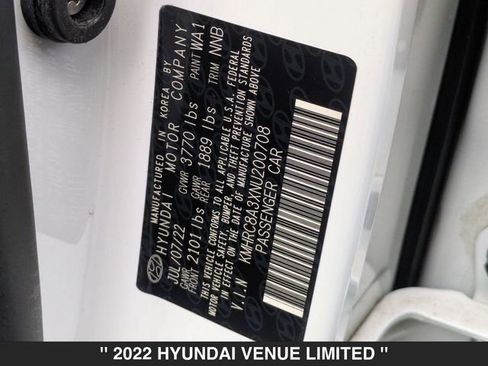 MANUFACTURED IN KOREA BY
HYUNDAI MOTOR COMPANY
JUL/07/22 GVWR 3770 lbs PAINT WA1
GAWR FRONT 2101 lbs GAWR REAR 1889 lbs TRIM NNB
THIS VEHICLE CONFORMS TO ALL APPLICABLE U.S.A. FEDERAL
MOTOR VEHICLE SAFETY, BUMPER, AND THEFT PREVENTION STANDARDS
IN EFFECT ON THE DATE OF MANUFACTURE SHOWN ABOVE
V.I.N KMHRC8A3XNU200708
PASSENGER CAR
" 2022 HYUNDAI VENUE LIMITED "